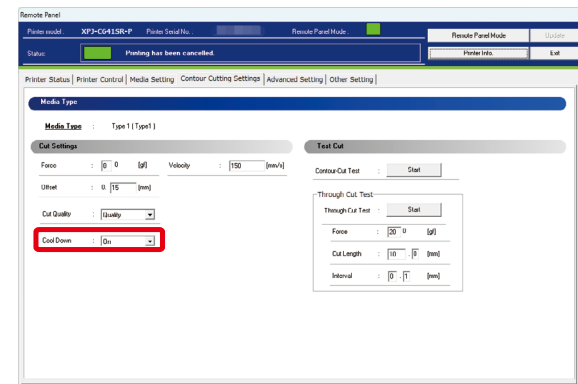 Remote Panel
Printer model : XPJ-C641SR-P Printer Serial No. : Remote Panel Mode : Remote Panel Mode Update
Status: Printing has been cancelled. Printer Info. Exit
Printer Status Printer Control Media Setting Contour Cutting Settings Advanced Setting Other Setting
Media Type
Media Type : Type 1 [ Type1 ]
Cut Settings
Force : 0 0 [gf] Velocity : 150 [mm/s]
Offset : 0. 15 [mm]
Cut Quality : Quality
Cool Down : On
Test Cut
Contour-Cut Test : Start
Through Cut Test
Through Cut Test : Start
Force : 20 0 [gf]
Cut Length : 10 . 0 [mm]
Interval : 0 . 1 [mm]